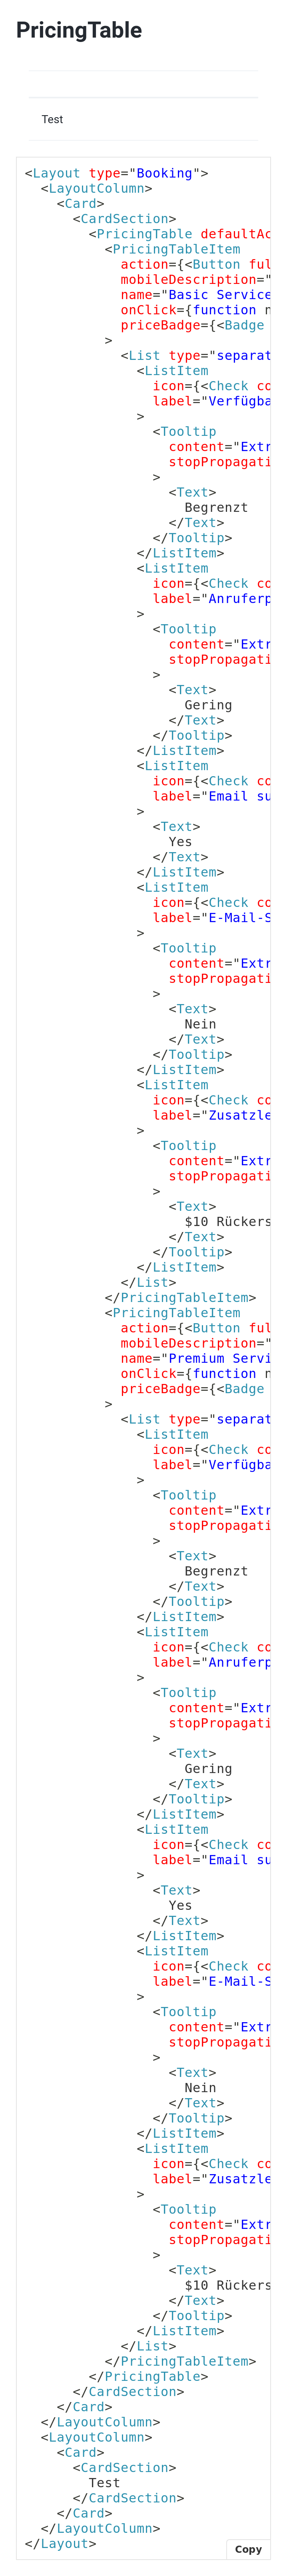 PricingTable
Test
<Layout type="Booking">
<LayoutColumn>
<Card>
<CardSection>
<PricingTable defaultAc
<PricingTableItem
action={<Button ful
mobileDescription="
name="Basic Service
onClick={function n
priceBadge={<Badge
>
<List type="separat
<ListItem
icon={<Check co
label="Verfügba
>
<Tooltip
content="Extr
stopPropagati
>
<Text>
Begrenzt
</Text>
</Tooltip>
</ListItem>
<ListItem
icon={<Check co
label="Anruferp
>
<Tooltip
content="Extr
stopPropagati
>
<Text>
Gering
</Text>
</Tooltip>
</ListItem>
<ListItem
icon={<Check co
label="Email su
>
<Text>
Yes
</Text>
</ListItem>
<ListItem
icon={<Check co
label="E-Mail-S
>
<Tooltip
content="Extr
stopPropagati
>
<Text>
Nein
</Text>
</Tooltip>
</ListItem>
<ListItem
icon={<Check co
label="Zusatzle
>
<Tooltip
content="Extr
stopPropagati
>
<Text>
$10 Rückers
</Text>
</Tooltip>
</ListItem>
</List>
</PricingTableItem>
<PricingTableItem
action={<Button ful
mobileDescription="
name="Premium Servi
onClick={function n
priceBadge={<Badge
>
<List type="separat
<ListItem
icon={<Check co
label="Verfügba
>
<Tooltip
content="Extr
stopPropagati
>
<Text>
Begrenzt
</Text>
</Tooltip>
</ListItem>
<ListItem
icon={<Check co
label="Anruferp
>
<Tooltip
content="Extr
stopPropagati
>
<Text>
Gering
</Text>
</Tooltip>
</ListItem>
<ListItem
icon={<Check co
label="Email su
>
<Text>
Yes
</Text>
</ListItem>
<ListItem
icon={<Check co
label="E-Mail-S
>
<Tooltip
content="Extr
stopPropagati
>
<Text>
Nein
</Text>
</Tooltip>
</ListItem>
<ListItem
icon={<Check co
label="Zusatzle
>
<Tooltip
content="Extr
stopPropagati
>
<Text>
$10 Rückers
</Text>
</Tooltip>
</ListItem>
</List>
</PricingTableItem>
</PricingTable>
</CardSection>
</Card>
</LayoutColumn>
<LayoutColumn>
<Card>
<CardSection>
Test
</CardSection>
</Card>
</LayoutColumn>
</Layout>
Copy